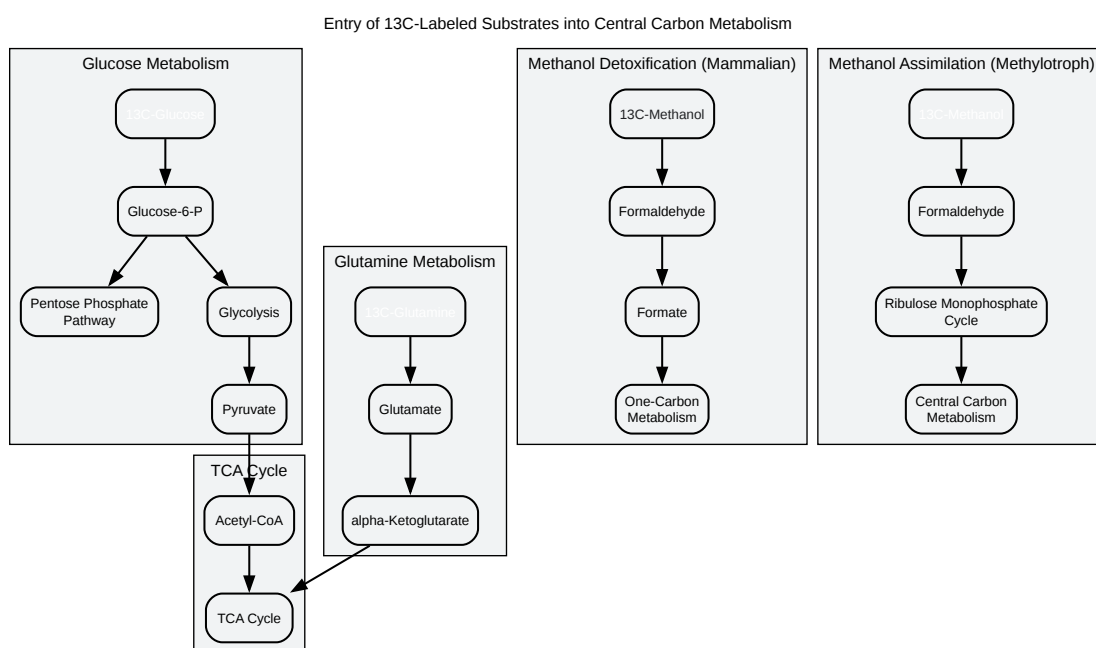 Entry of 13C-Labeled Substrates into Central Carbon Metabolism
Glucose Metabolism
13C-Glucose
Glucose-6-P
Pentose Phosphate
Pathway
Glycolysis
Pyruvate
TCA Cycle
Acetyl-CoA
TCA Cycle
Glutamine Metabolism
13C-Glutamine
Glutamate
alpha-Ketoglutarate
Methanol Detoxification (Mammalian)
13C-Methanol
Formaldehyde
Formate
One-Carbon
Metabolism
Methanol Assimilation (Methylotroph)
13C-Methanol
Formaldehyde
Ribulose Monophosphate
Cycle
Central Carbon
Metabolism